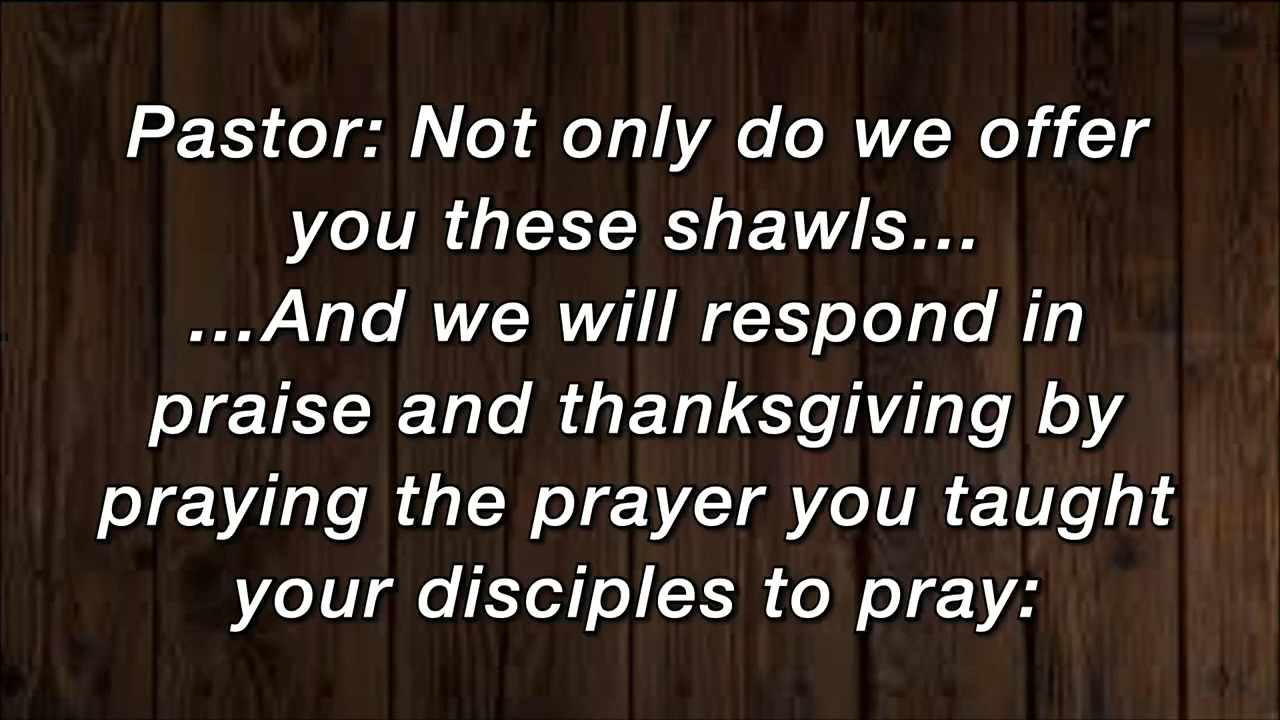 Pastor: Not only do we offer
you these shawls...
...And we will respond in
praise and thanksgiving by
praying the prayer you taught
your disciples to pray: